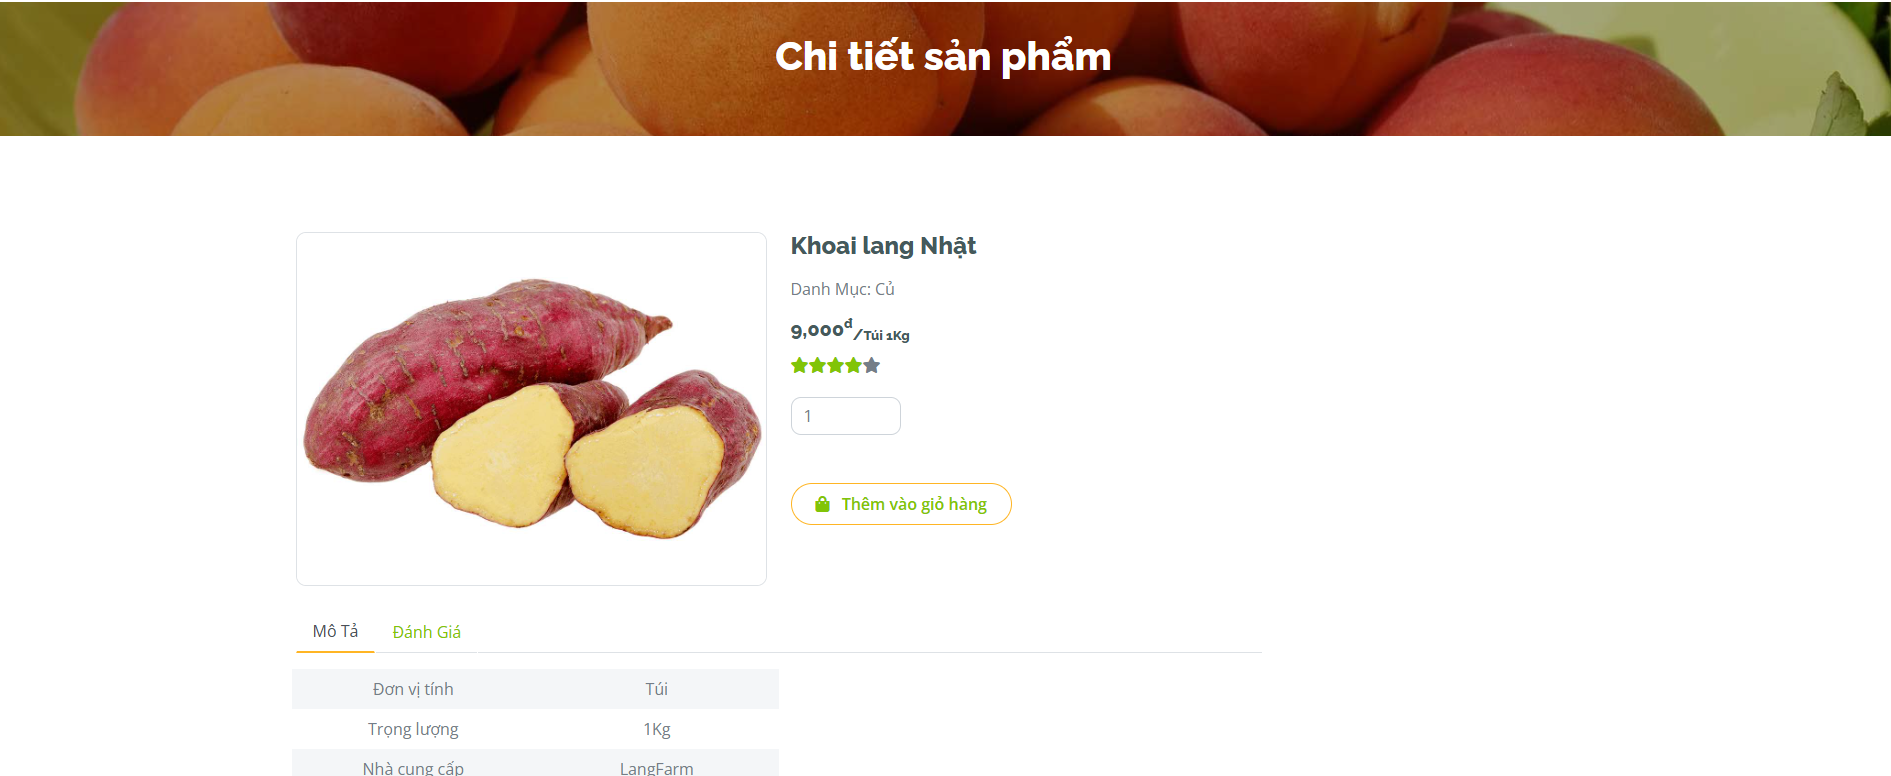 Chi tiết sản phẩm
Khoai lang Nhật
Danh Mục: Củ
9,000đ/Túi 1Kg
1
Thêm vào giỏ hàng
Mô Tả Đánh Giá
Đơn vị tính Túi
Trọng lượng 1Kg
Nhà cung cấp LangFarm